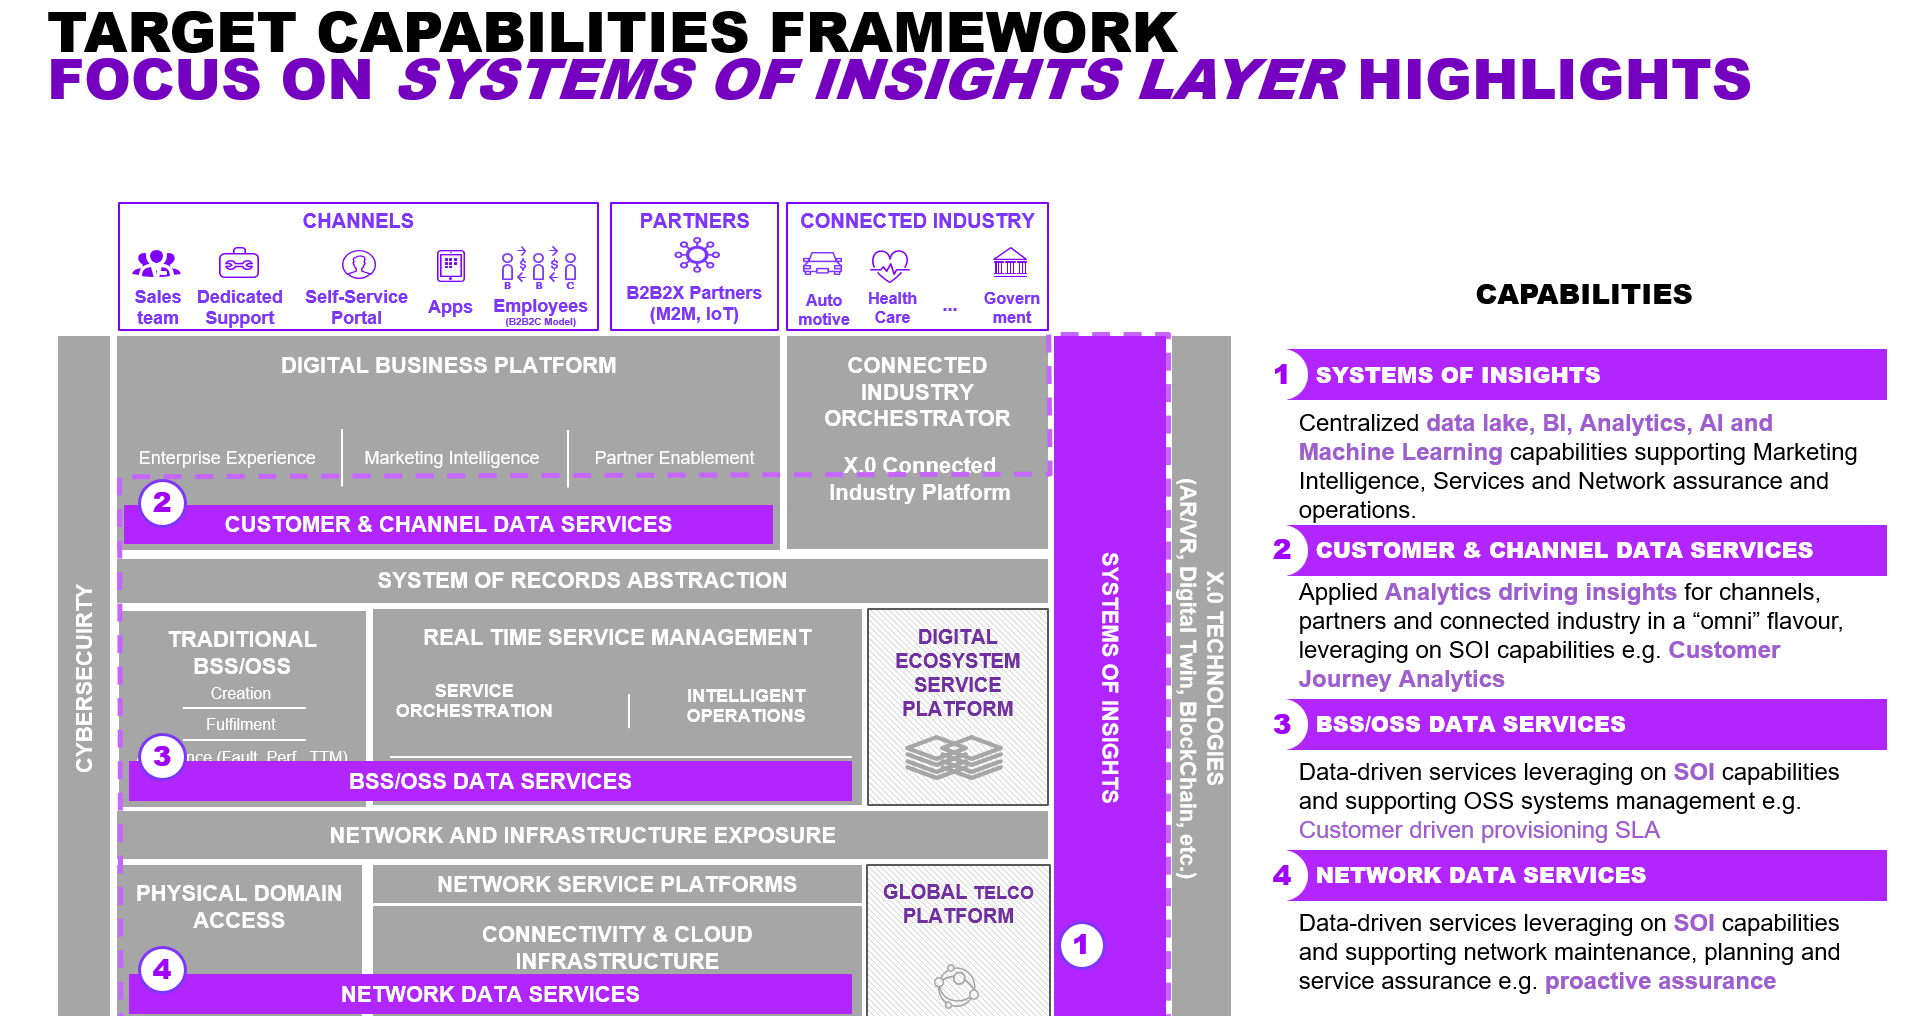 TARGET CAPABILITIES FRAMEWORK
FOCUS ON SYSTEMS OF INSIGHTS LAYER HIGHLIGHTS
CHANNELS
Sales
team
Dedicated
Support
Self-Service
Portal
Apps
B B C
Employees
(B2B2C Model)
PARTNERS
B2B2X Partners
(M2M, IoT)
CONNECTED INDUSTRY
Auto
motive
Health
Care
...
Govern
ment
CYBERSECUIRTY
DIGITAL BUSINESS PLATFORM
Enterprise Experience
Marketing Intelligence
Partner Enablement
2
CUSTOMER & CHANNEL DATA SERVICES
CONNECTED
INDUSTRY
ORCHESTRATOR
X.0 Connected
Industry Platform
SYSTEM OF RECORDS ABSTRACTION
TRADITIONAL
BSS/OSS
Creation
Fulfilment
nce (Fault, Perf., TTM)
REAL TIME SERVICE MANAGEMENT
SERVICE
ORCHESTRATION
INTELLIGENT
OPERATIONS
3
BSS/OSS DATA SERVICES
DIGITAL
ECOSYSTEM
SERVICE
PLATFORM
NETWORK AND INFRASTRUCTURE EXPOSURE
PHYSICAL DOMAIN
ACCESS
NETWORK SERVICE PLATFORMS
CONNECTIVITY & CLOUD
INFRASTRUCTURE
4
NETWORK DATA SERVICES
GLOBAL TELCO
PLATFORM
SYSTEMS OF INSIGHTS
1
X.0 TECHNOLOGIES
(AR/VR, Digital Twin, BlockChain, etc.)
CAPABILITIES
1 SYSTEMS OF INSIGHTS
Centralized data lake, BI, Analytics, AI and
Machine Learning capabilities supporting Marketing
Intelligence, Services and Network assurance and
operations.
2 CUSTOMER & CHANNEL DATA SERVICES
Applied Analytics driving insights for channels,
partners and connected industry in a “omni” flavour,
leveraging on SOI capabilities e.g. Customer
Journey Analytics
3 BSS/OSS DATA SERVICES
Data-driven services leveraging on SOI capabilities
and supporting OSS systems management e.g.
Customer driven provisioning SLA
4 NETWORK DATA SERVICES
Data-driven services leveraging on SOI capabilities
and supporting network maintenance, planning and
service assurance e.g. proactive assurance